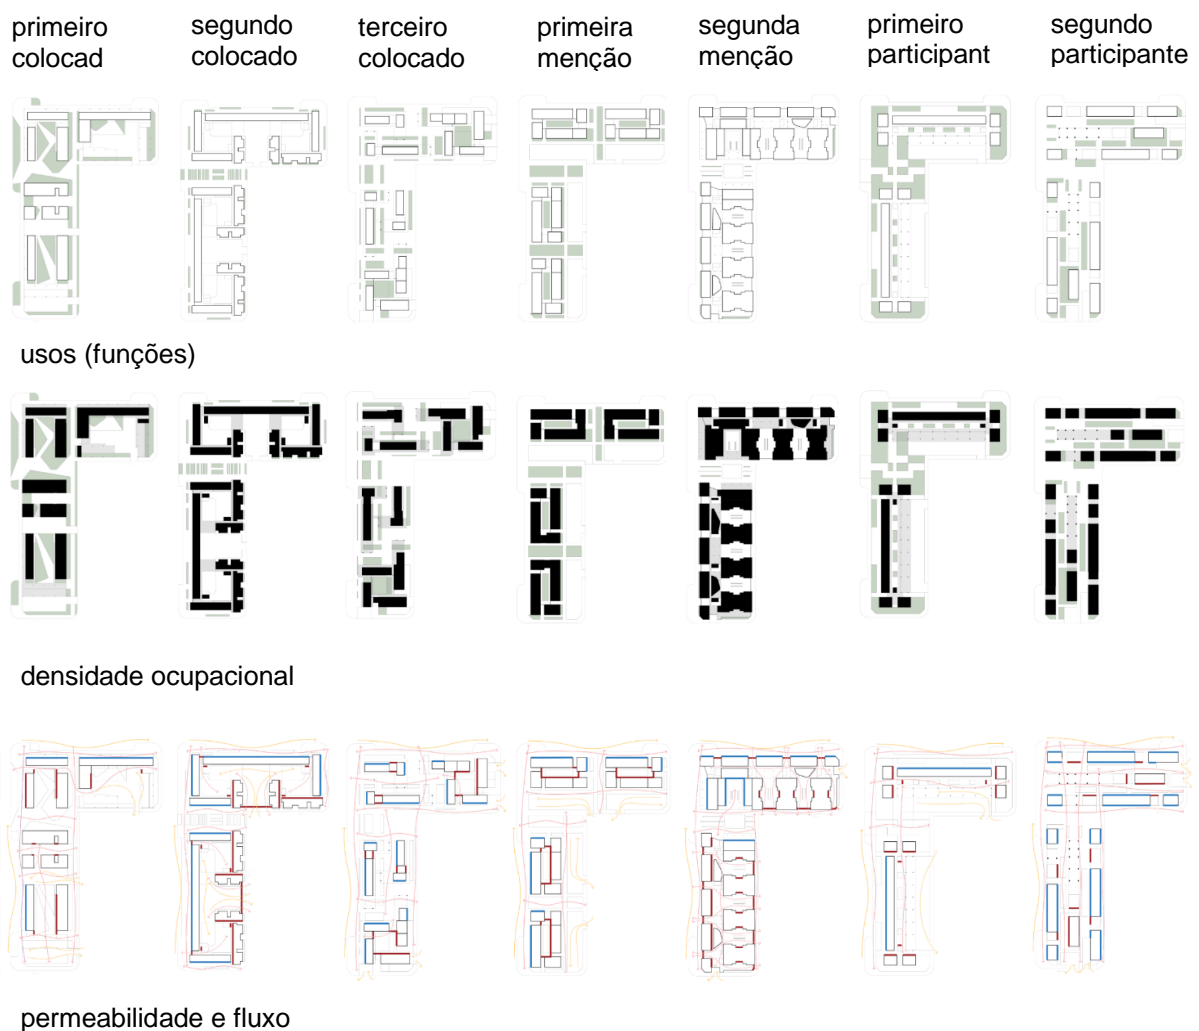 primeiro
colocad
segundo
colocado
terceiro
colocado
primeira
menção
segunda
menção
primeiro
participant
segundo
participante
usos (funções)
densidade ocupacional
permeabilidade e fluxo